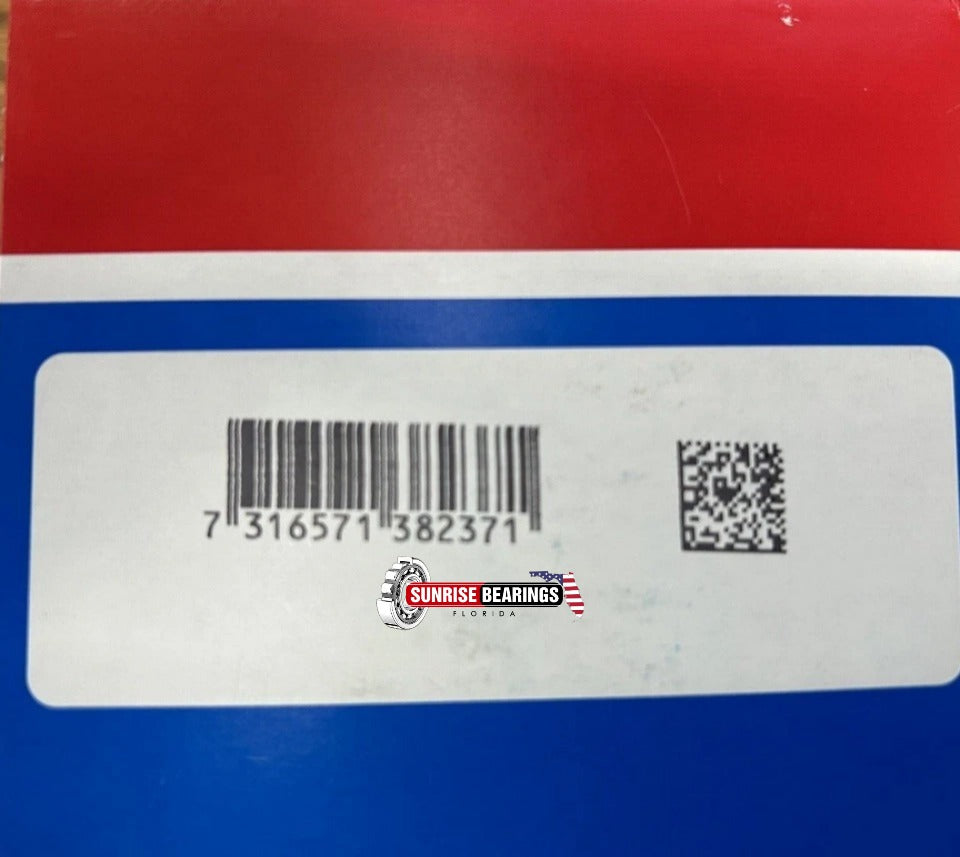 7 316571 382371
SUNRISE BEARINGS
FLORIDA